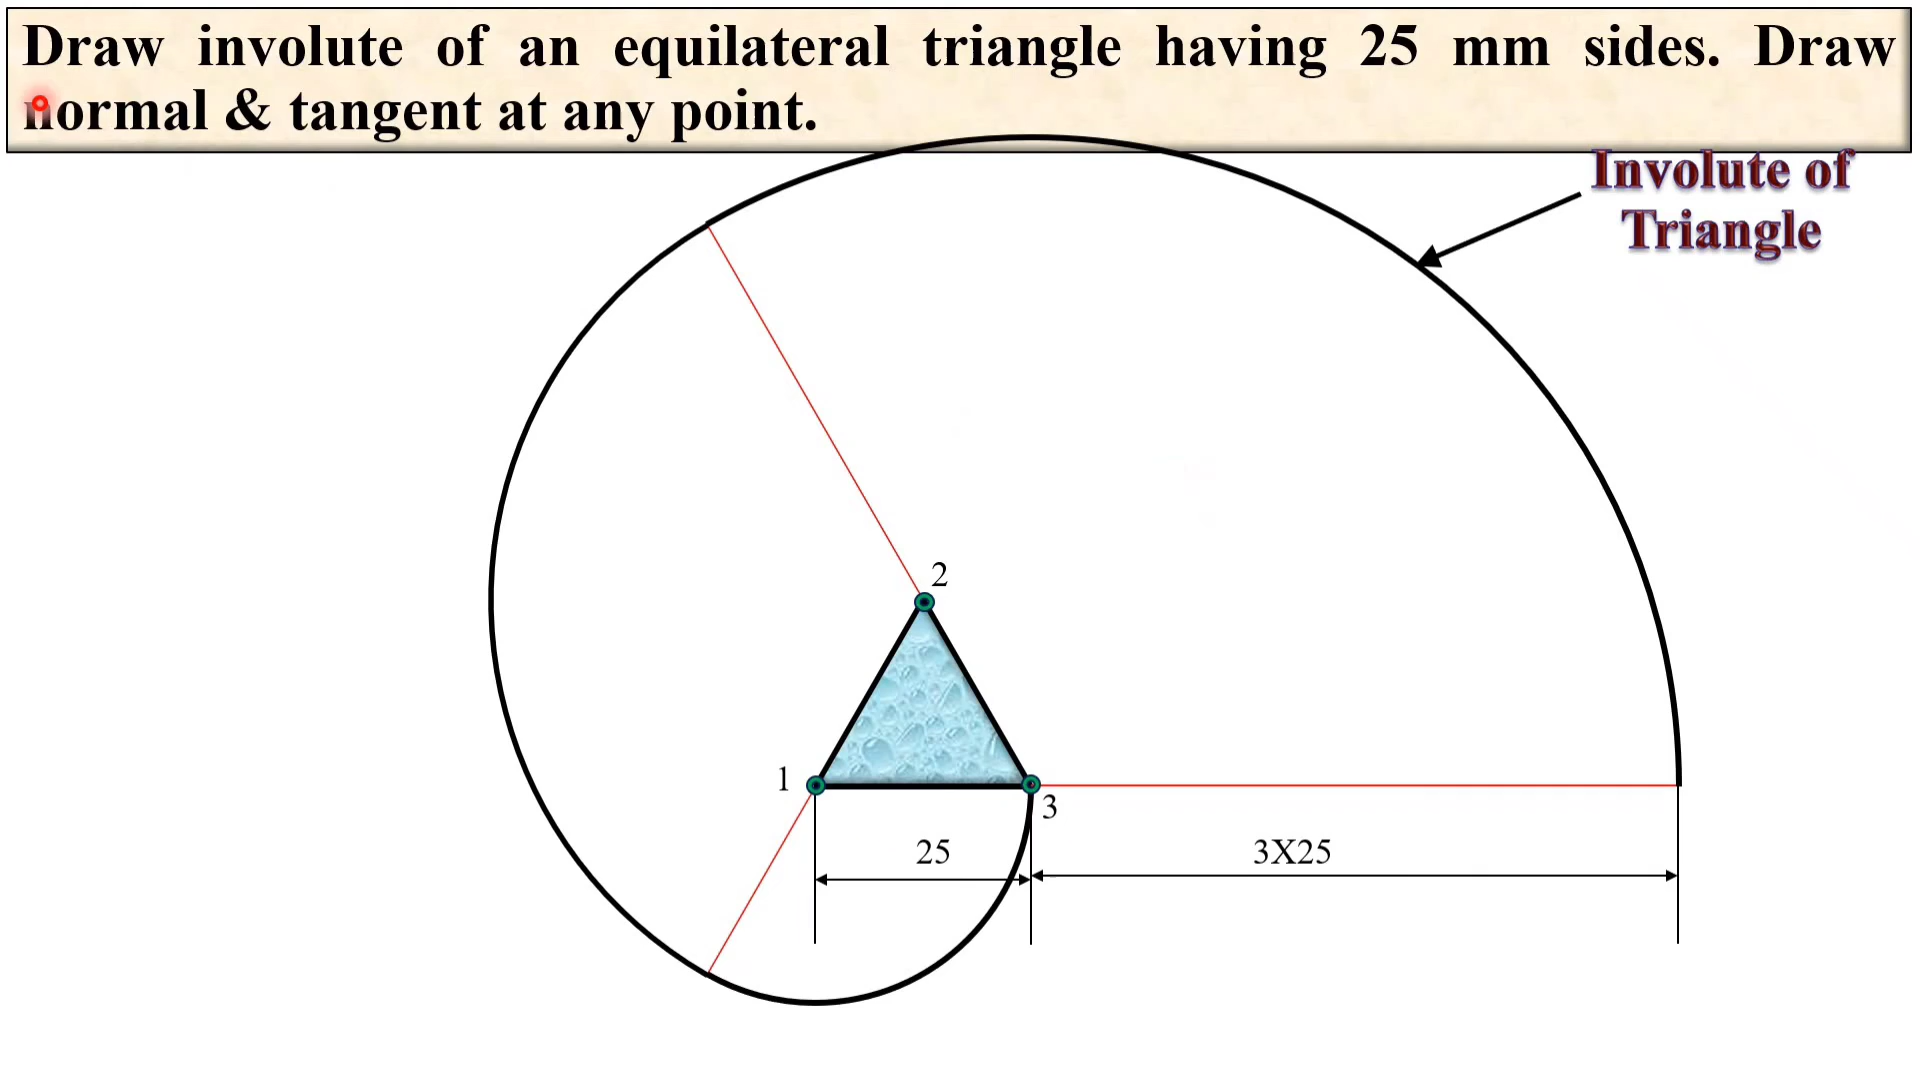 Draw involute of an equilateral triangle having 25 mm sides. Draw
normal & tangent at any point.
Involute of
Triangle
2
1
3
25
3X25